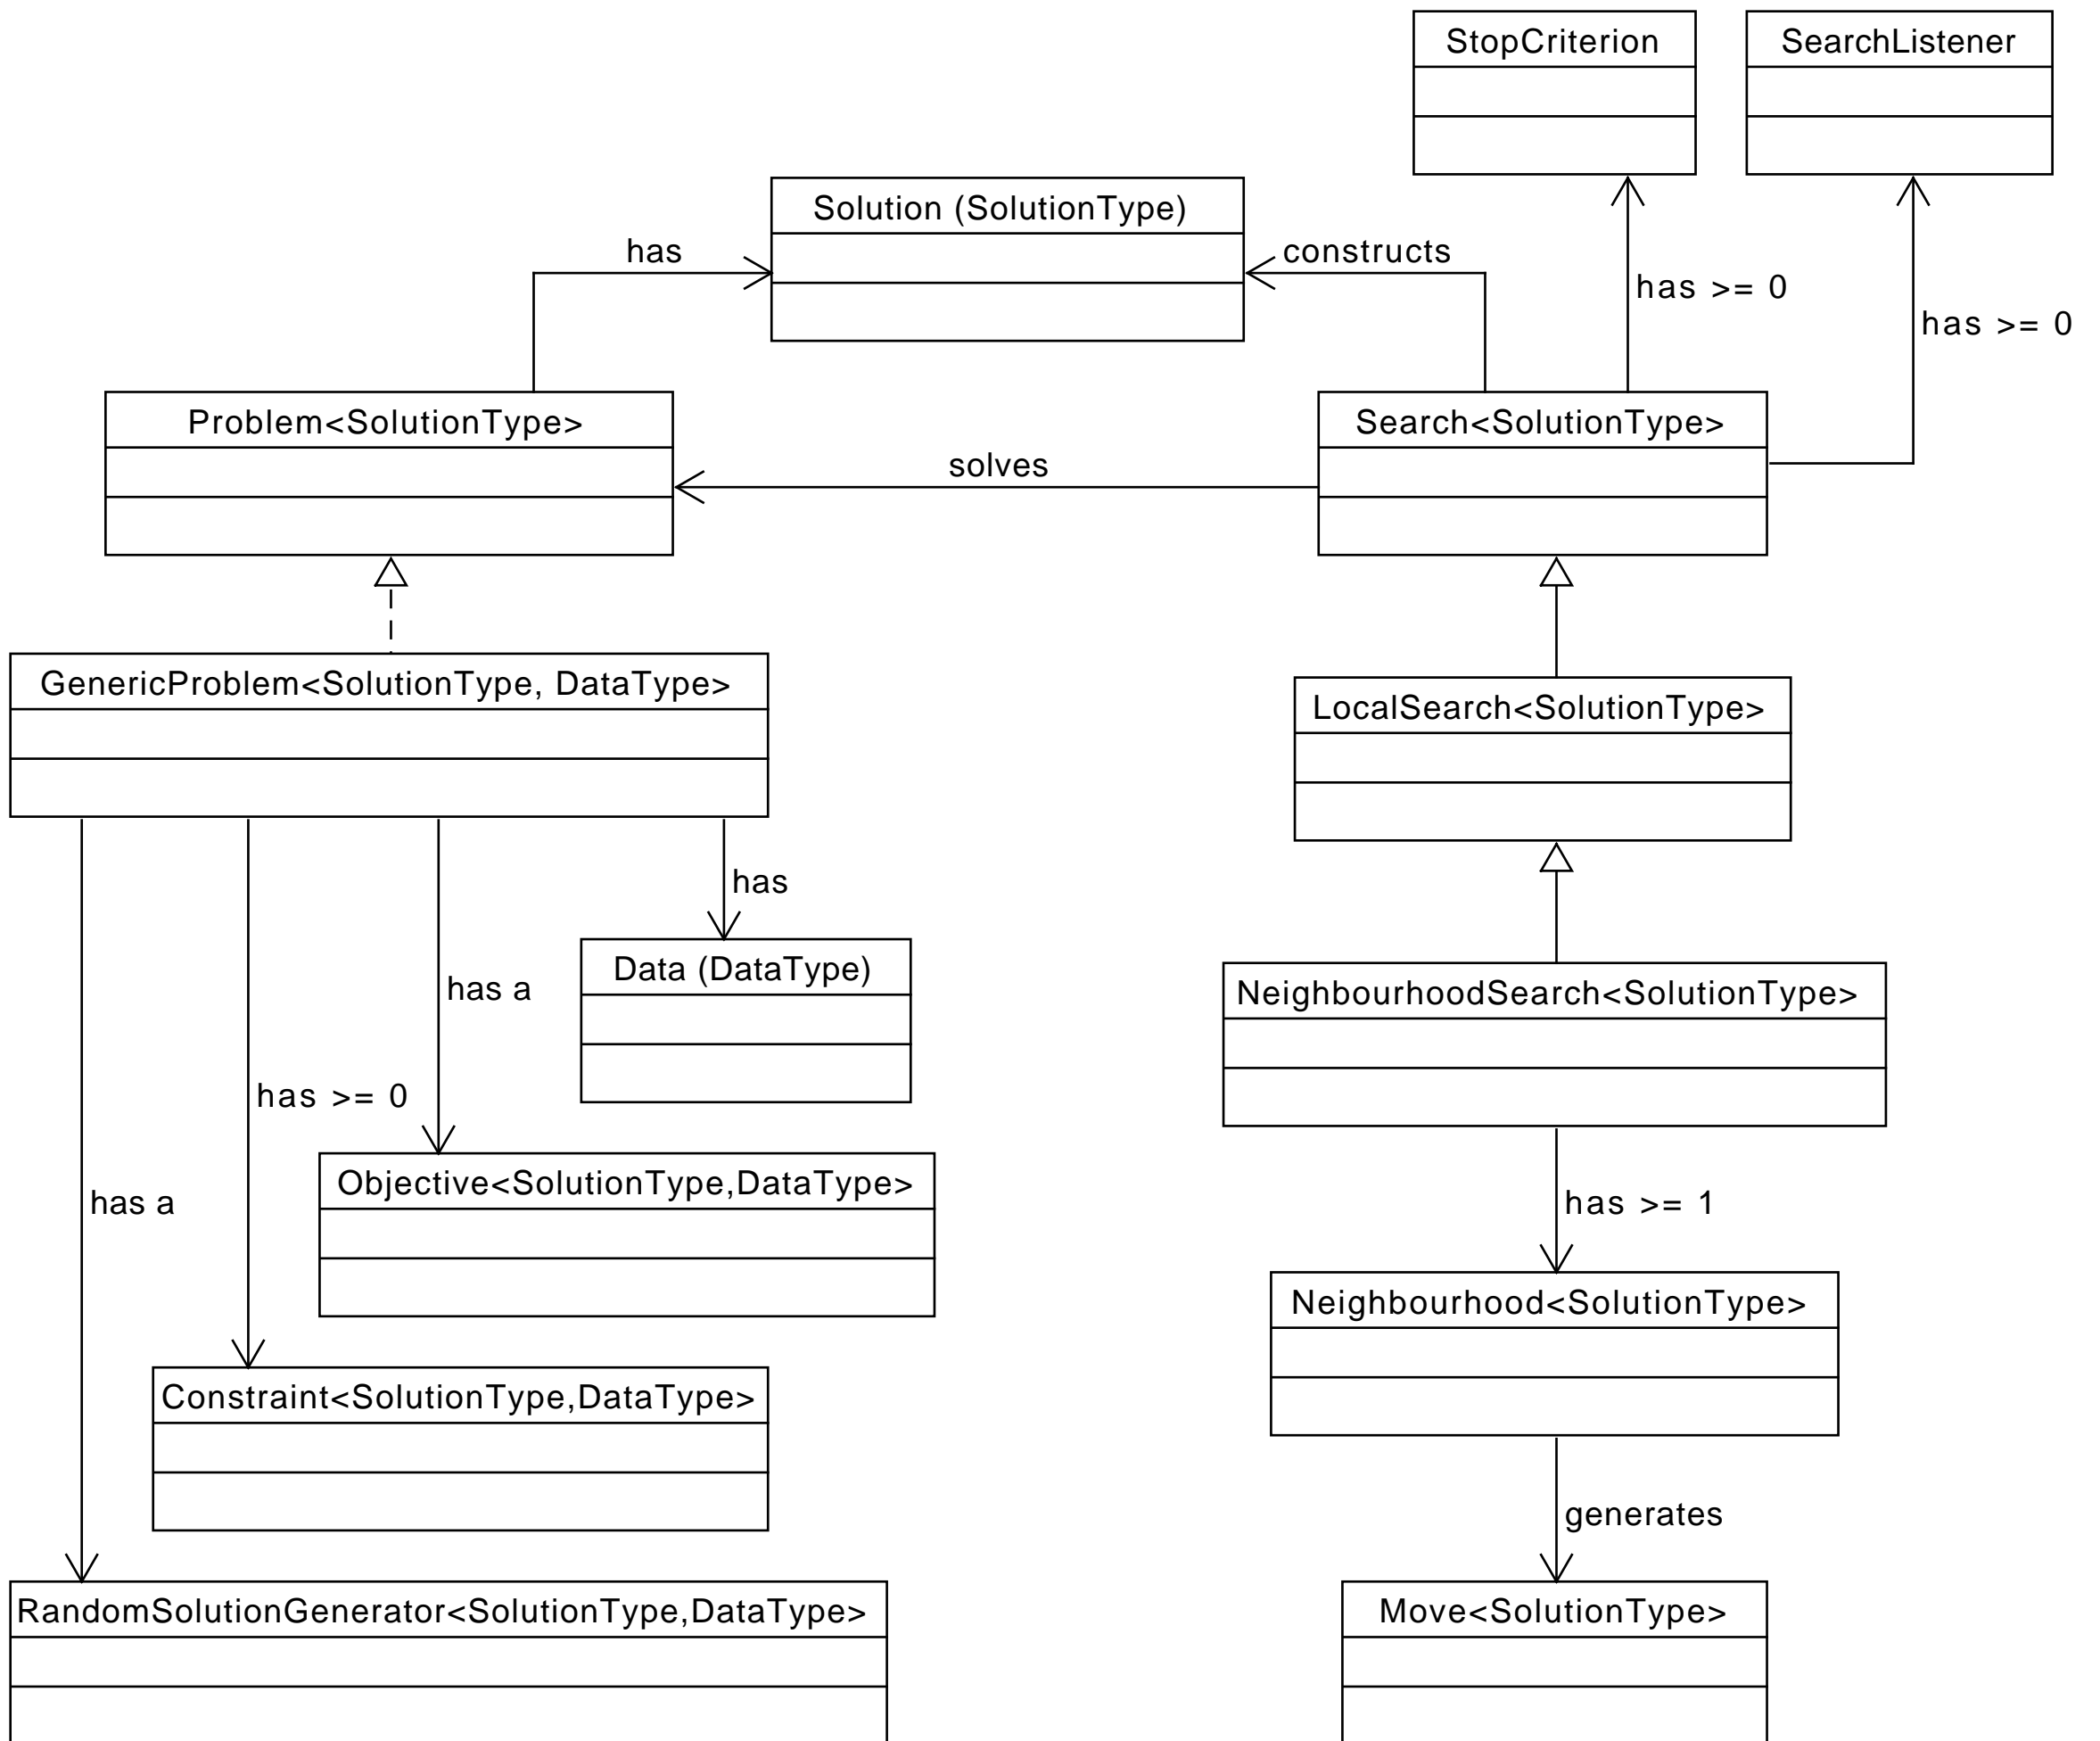 StopCriterion
SearchListener
Solution (SolutionType)
has
constructs
has >= 0
has >= 0
Problem<SolutionType>
Search<SolutionType>
solves
GenericProblem<SolutionType, DataType>
LocalSearch<SolutionType>
has
Data (DataType)
has a
NeighbourhoodSearch<SolutionType>
has >= 0
Objective<SolutionType,DataType>
has a
has >= 1
Neighbourhood<SolutionType>
Constraint<SolutionType,DataType>
generates
RandomSolutionGenerator<SolutionType,DataType>
Move<SolutionType>